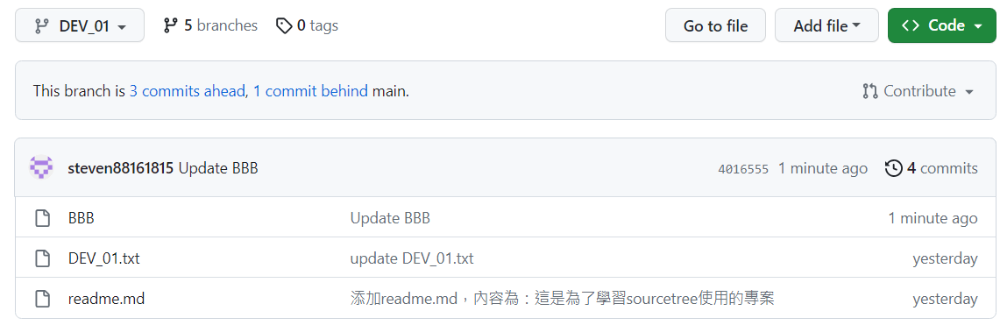 DEV_01 5 branches 0 tags Go to file Add file Code
This branch is 3 commits ahead, 1 commit behind main. Contribute
steven88161815 Update BBB 4016555 1 minute ago 4 commits
BBB Update BBB 1 minute ago
DEV_01.txt update DEV_01.txt yesterday
readme.md 添加readme.md，內容為：這是為了學習sourcetree使用的專案 yesterday